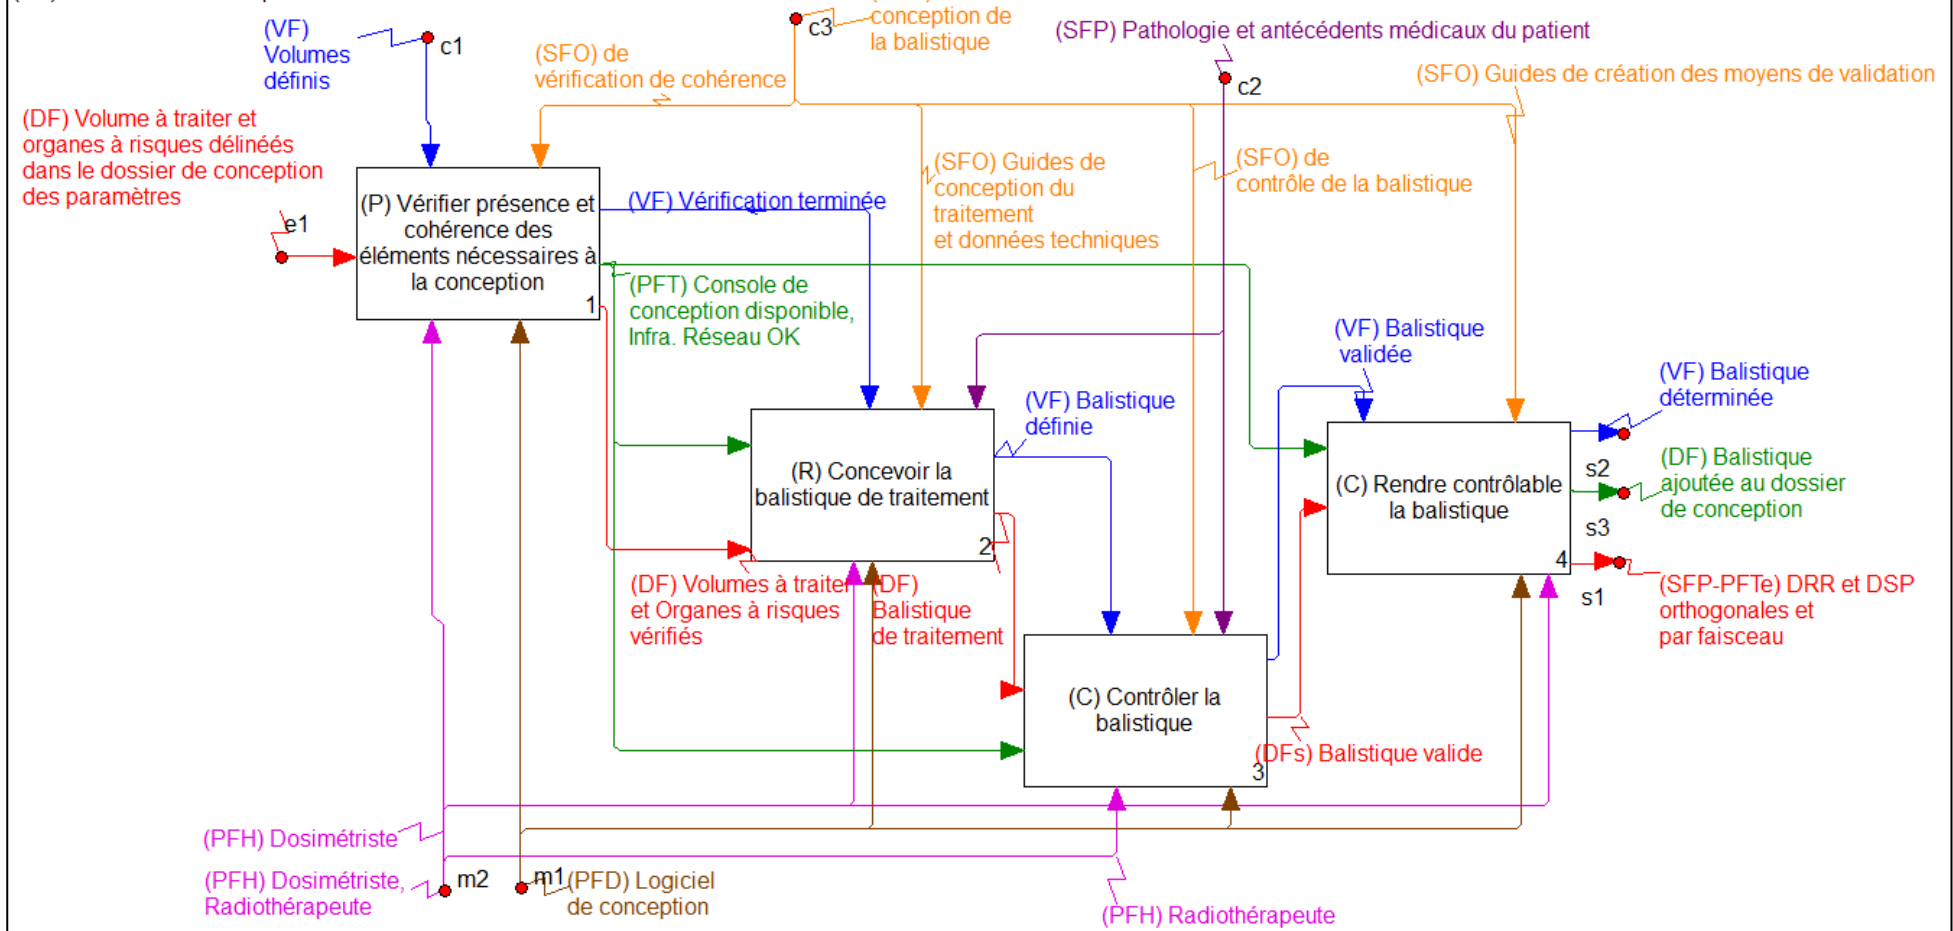 (VF)
Volumes
définis
c1
(SFO) de
vérification de cohérence
c3
conception de
la balistique
(SFP) Pathologie et antécédents médicaux du patient
c2
(SFO) Guides de création des moyens de validation
(DF) Volume à traiter et
organes à risques délinéés
dans le dossier de conception
des paramètres
e1
(P) Vérifier présence et
cohérence des
éléments nécessaires à
la conception
1
(VF) Vérification terminée
(SFO) Guides de
conception du
traitement
et données techniques
(SFO) de
contrôle de la balistique
(PFT) Console de
conception disponible,
Infra. Réseau OK
(VF) Balistique
validée
(VF) Balistique
définie
(R) Concevoir la
balistique de traitement
2
(C) Rendre contrôlable
la balistique
4
(VF) Balistique
déterminée
s2
(DF) Balistique
ajoutée au dossier
de conception
s3
(SFP-PFTe) DRR et DSP
orthogonales et
par faisceau
s1
(DF) Volumes à traiter
et Organes à risques
vérifiés
(DF)
Balistique
de traitement
(C) Contrôler la
balistique
3
(DFs) Balistique valide
(PFH) Dosimétriste
(PFH) Dosimétriste,
Radiothérapeute
m2
m1
(PFD) Logiciel
de conception
(PFH) Radiothérapeute